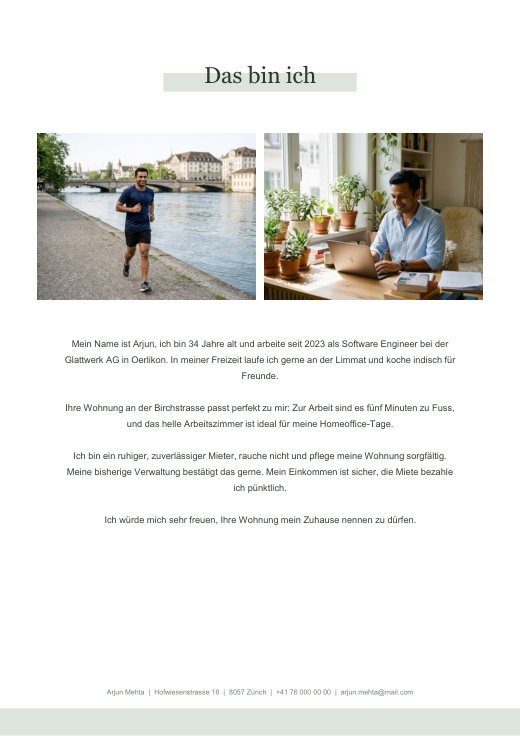 Das bin ich
Mein Name ist Arjun, ich bin 34 Jahre alt und arbeite seit 2023 als Software Engineer bei der
Glattwerk AG in Oerlikon. In meiner Freizeit laufe ich gerne an der Limmat und koche indisch für
Freunde.
Ihre Wohnung an der Birchstrasse passt perfekt zu mir: Zur Arbeit sind es fünf Minuten zu Fuss,
und das helle Arbeitszimmer ist ideal für meine Homeoffice-Tage.
Ich bin ein ruhiger, zuverlässiger Mieter, rauche nicht und pflege meine Wohnung sorgfältig.
Meine bisherige Verwaltung bestätigt das gerne. Mein Einkommen ist sicher, die Miete bezahle
ich pünktlich.
Ich würde mich sehr freuen, Ihre Wohnung mein Zuhause nennen zu dürfen.
Arjun Mehta | Hofwiesenstrasse 18 | 8057 Zürich | +41 76 000 00 00 | arjun.mehta@mail.com